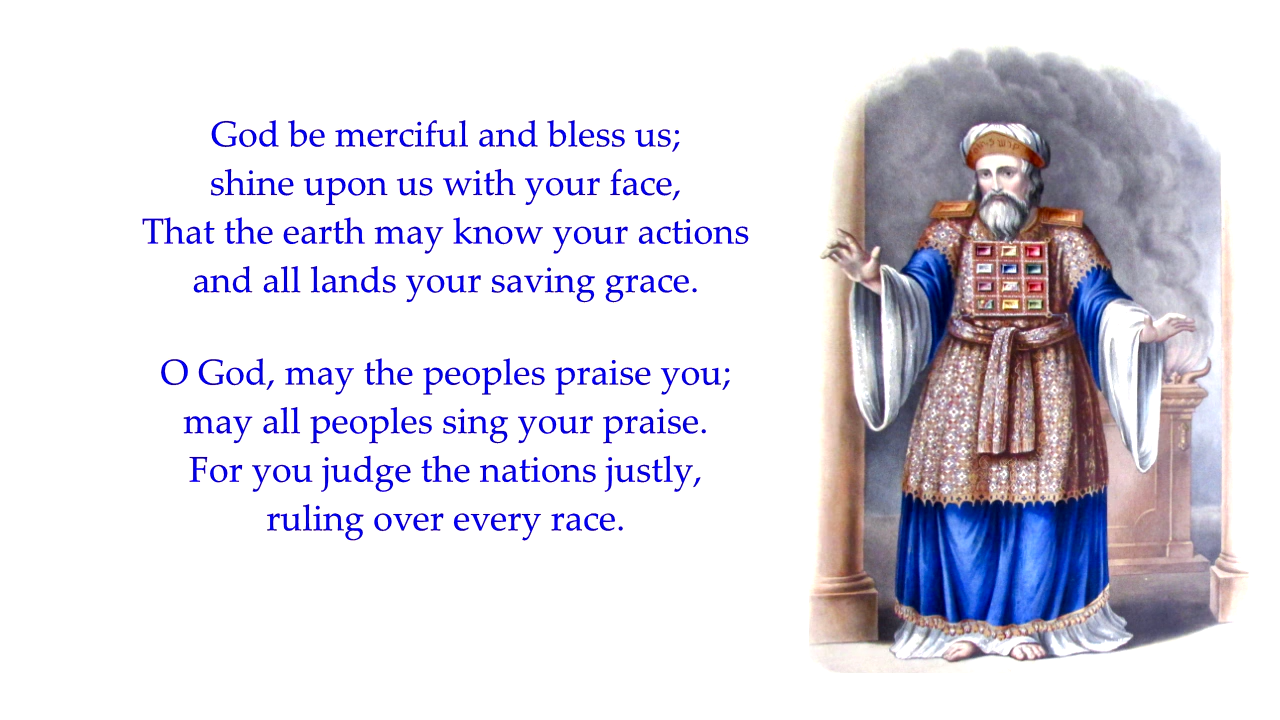 God be merciful and bless us;
shine upon us with your face,
That the earth may know your actions
and all lands your saving grace.
O God, may the peoples praise you;
may all peoples sing your praise.
For you judge the nations justly,
ruling over every race.